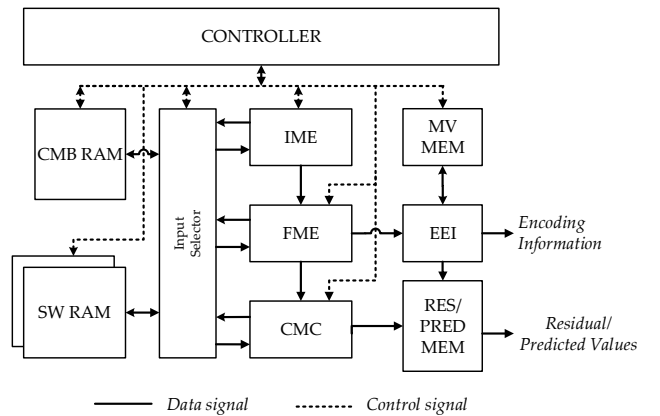 CONTROLLER
CMB RAM
IME
MV
MEM
Input
Selector
FME
EEI
Encoding
Information
SW RAM
CMC
RES/
PRED
MEM
Residual/
Predicted Values
Data signal
Control signal